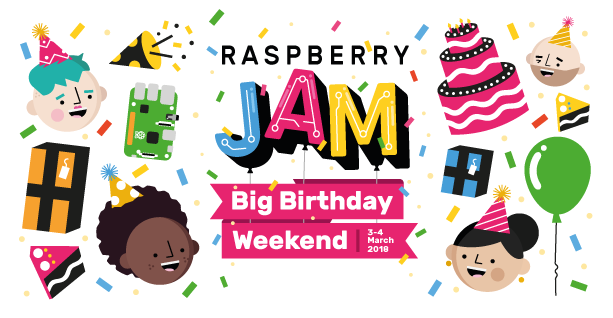 RASPBERRY
JAM
Big Birthday
Weekend
3-4
March
2018